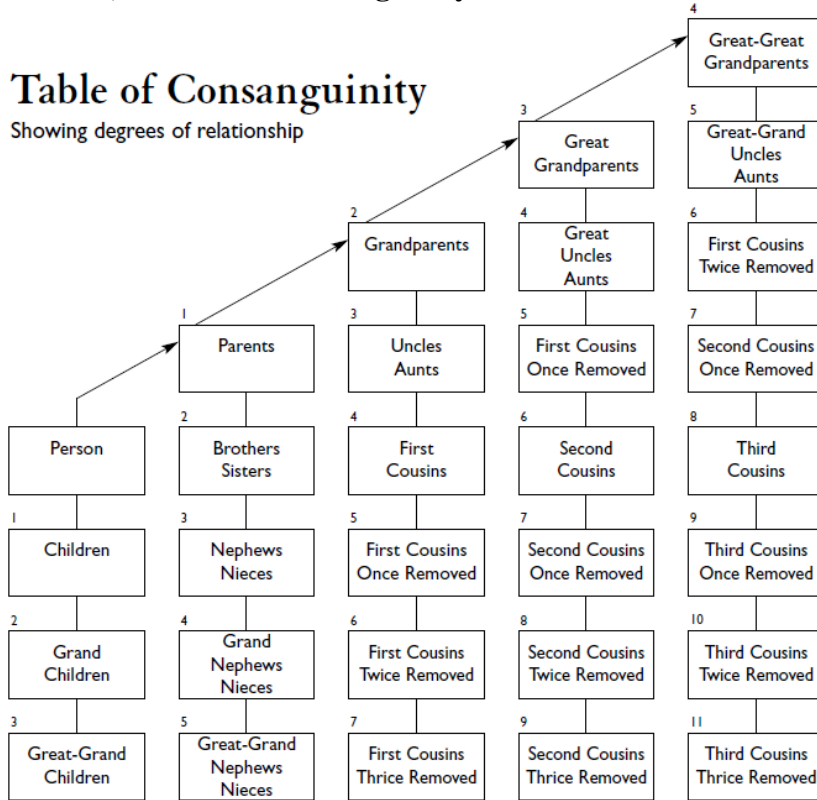 Table of Consanguinity
Showing degrees of relationship
4
Great-Great
Grandparents
3
Great
Grandparents
5
Great-Grand
Uncles
Aunts
2
Grandparents
4
Great
Uncles
Aunts
6
First Cousins
Twice Removed
1
Parents
3
Uncles
Aunts
5
First Cousins
Once Removed
7
Second Cousins
Once Removed
Person
2
Brothers
Sisters
4
First
Cousins
6
Second
Cousins
8
Third
Cousins
1
Children
3
Nephews
Nieces
5
First Cousins
Once Removed
7
Second Cousins
Once Removed
9
Third Cousins
Once Removed
2
Grand
Children
4
Grand
Nephews
Nieces
6
First Cousins
Twice Removed
8
Second Cousins
Twice Removed
10
Third Cousins
Twice Removed
3
Great-Grand
Children
5
Great-Grand
Nephews
Nieces
7
First Cousins
Thrice Removed
9
Second Cousins
Thrice Removed
11
Third Cousins
Thrice Removed